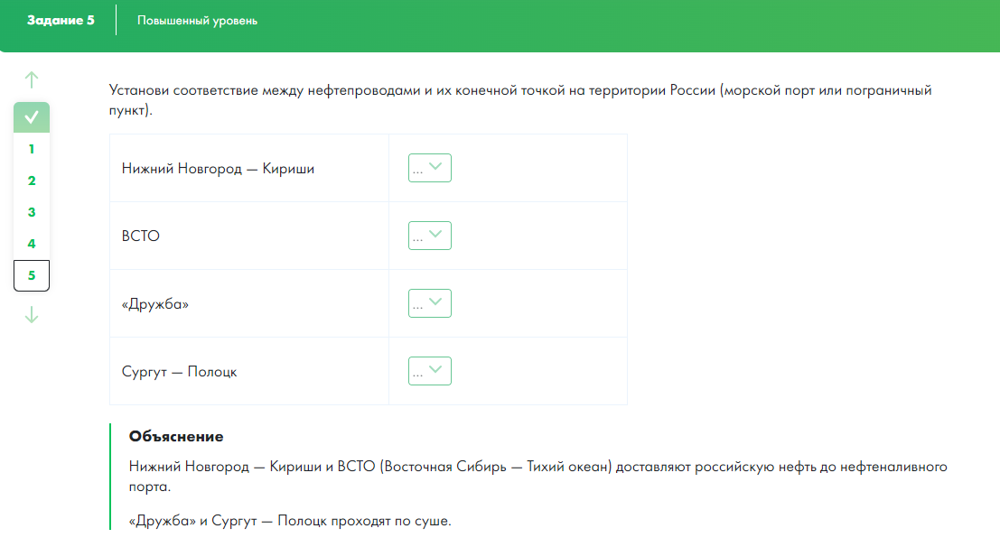 Задание 5
Повышенный уровень
Установи соответствие между нефтепроводами и их конечной точкой на территории России (морской порт или пограничный
пункт).
1
2
3
4
5
Нижний Новгород — Кириши
...
ВСТО
...
«Дружба»
...
Сургут — Полоцк
...
Объяснение
Нижний Новгород — Кириши и ВСТО (Восточная Сибирь — Тихий океан) доставляют российскую нефть до нефтеналивного
порта.
«Дружба» и Сургут — Полоцк проходят по суше.